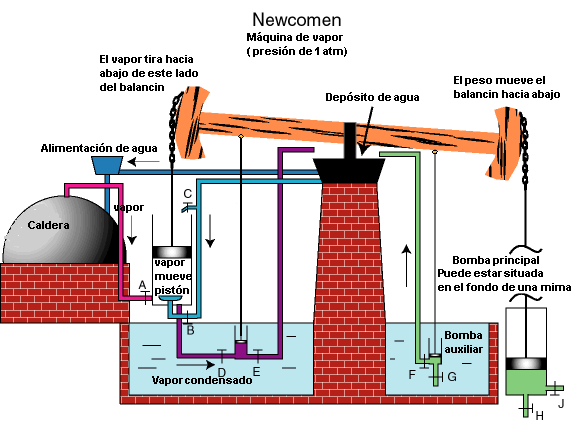 Newcomen
Máquina de vapor
( presión de 1 atm)
El vapor tira hacia
abajo de este lado
del balancin
El peso mueve el
balancin hacia abajo
Depósito de agua
Alimentación de agua
vapor
C
Caldera
vapor
mueve
pistón
A
B
Bomba principal
Puede estar situada
en el fondo de una mima
Bomba
auxiliar
Vapor condensado
D
E
F
G
H
J